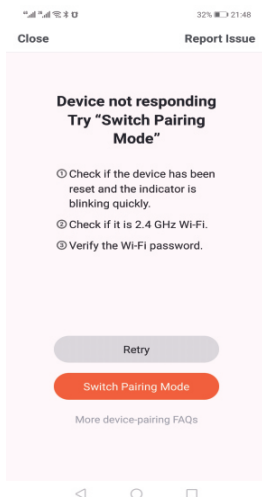 32% 21:48
Close Report Issue
Device not responding
Try “Switch Pairing
Mode”
① Check if the device has been
reset and the indicator is
blinking quickly.
② Check if it is 2.4 GHz Wi-Fi.
③ Verify the Wi-Fi password.
Retry
Switch Pairing Mode
More device-pairing FAQs